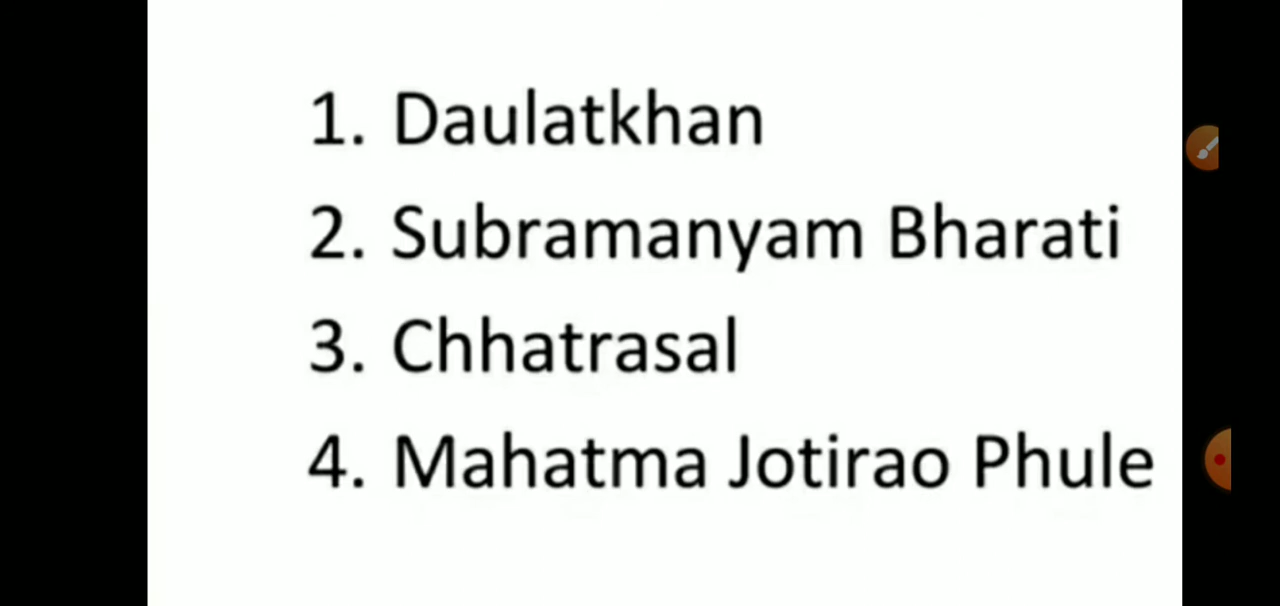 1. Daulatkhan
2. Subramanyam Bharati
3. Chhatrasal
4. Mahatma Jotirao Phule